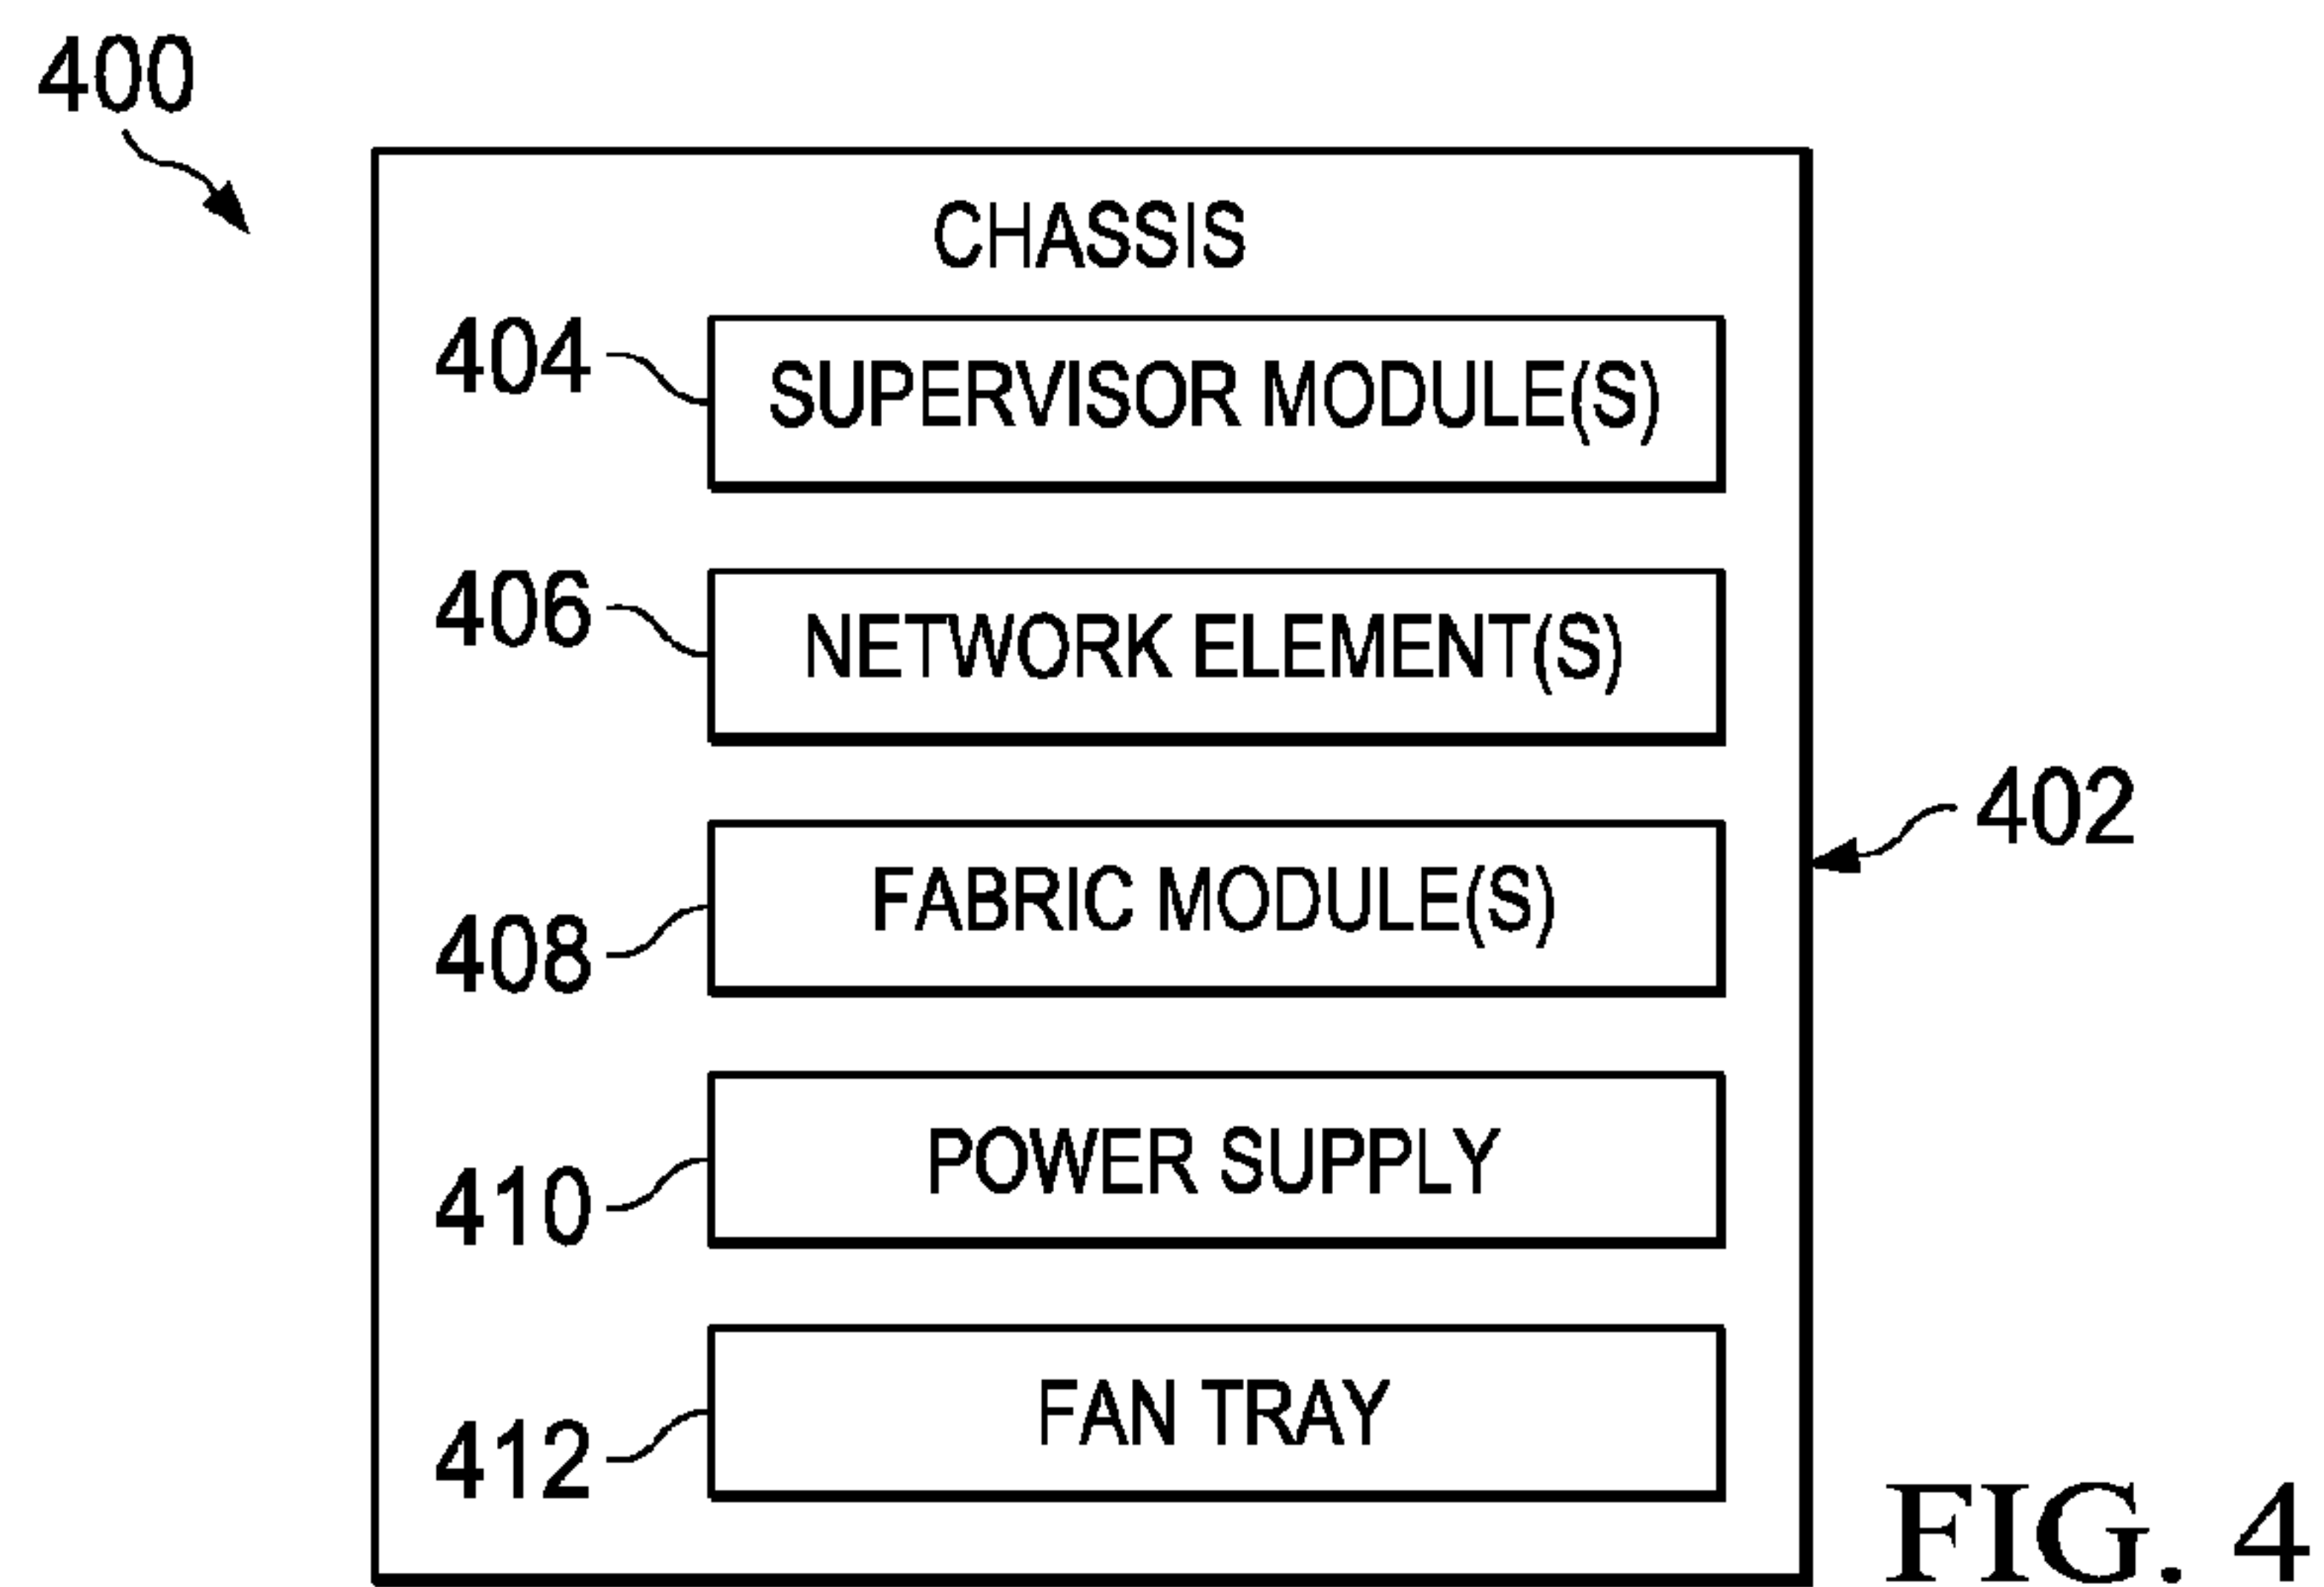 400
CHASSIS
404
SUPERVISOR MODULE(S)
406
NETWORK ELEMENT(S)
402
408
FABRIC MODULE(S)
410
POWER SUPPLY
412
FAN TRAY
FIG. 4